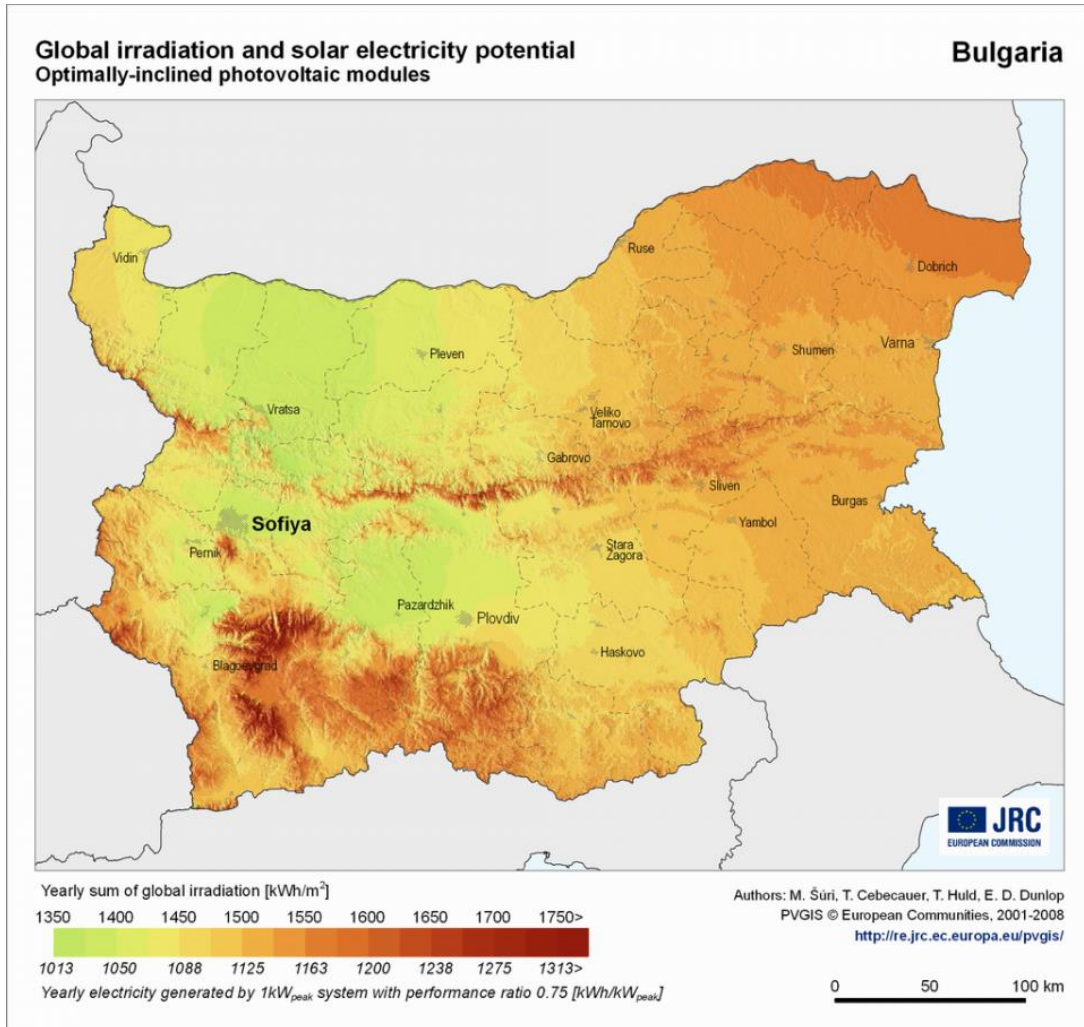 Global irradiation and solar electricity potential
Optimally-inclined photovoltaic modules
Bulgaria
Vidin
Ruse
Dobrich
Pleven
Shumen
Varna
Vratsa
Veliko
Tarnovo
Gabrovo
Sliven
Burgas
Sofiya
Yambol
Pernik
Stara
Zagora
Pazardzhik
Plovdiv
Haskovo
Blagoevgrad
JRC
EUROPEAN COMMISSION
Yearly sum of global irradiation [kWh/m²]
1350 1400 1450 1500 1550 1600 1650 1700 1750>
1013 1050 1088 1125 1163 1200 1238 1275 1313>
Yearly electricity generated by 1kWpeak system with performance ratio 0.75 [kWh/kWpeak]
Authors: M. Šúri, T. Cebecauer, T. Huld, E. D. Dunlop
PVGIS © European Communities, 2001-2008
http://re.jrc.ec.europa.eu/pvgis/
0 50 100 km